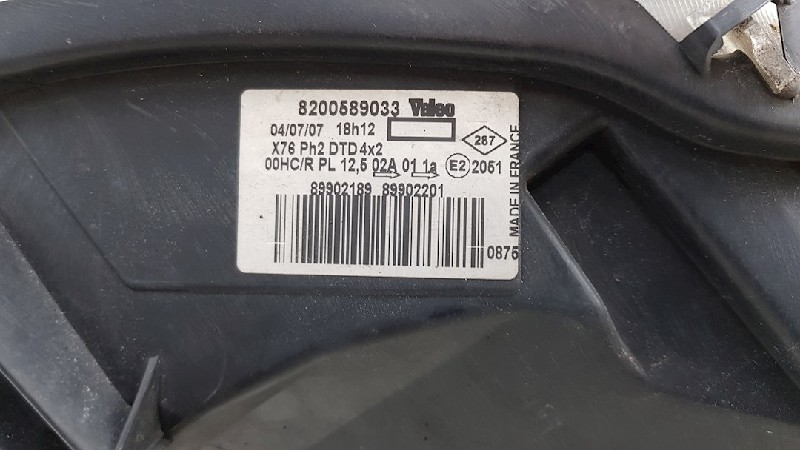 8200589033 Valeo
04/07/07 18h12
287
X76 Ph2 DTD 4x2
00HC/R PL 12,5 02A 01 1a E2 2051
89902189 89902201
0875
MADE IN FRANCE